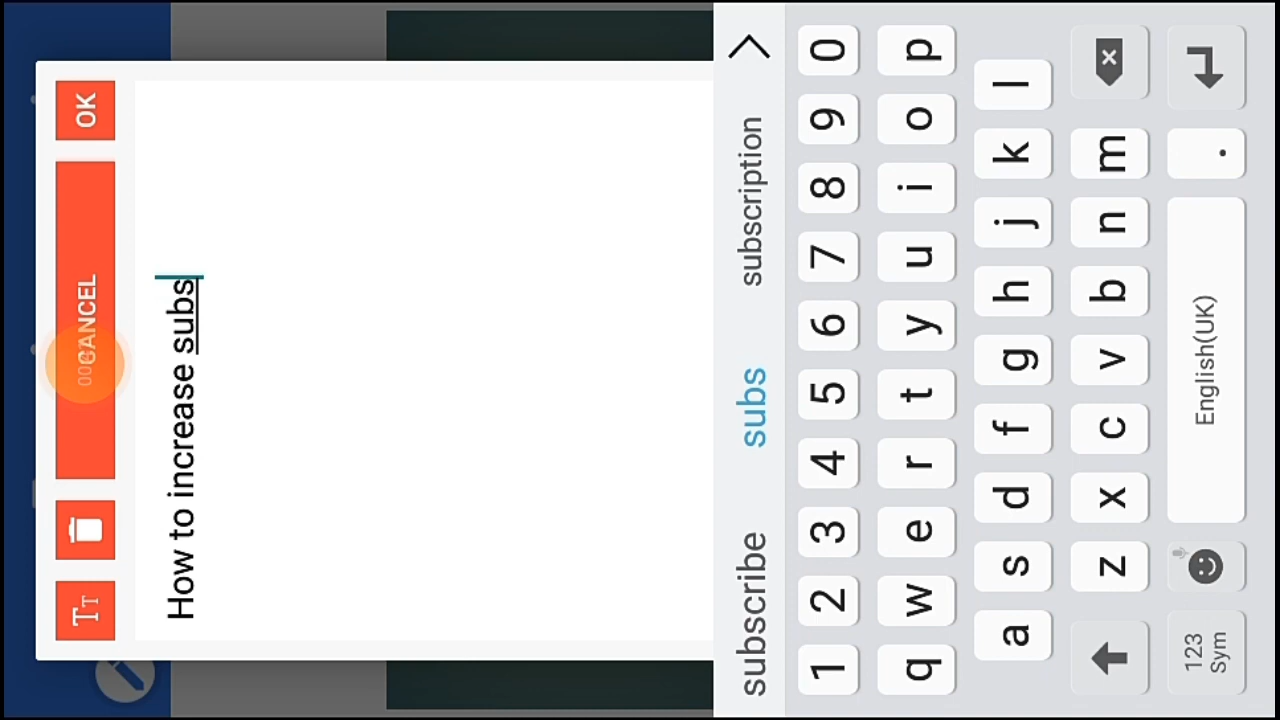 TT
CANCEL
OK
How to increase subs
subscribe subs subscription
1 2 3 4 5 6 7 8 9 0
q w e r t y u i o p
a s d f g h j k l
z x c v b n m
123
Sym
English(UK)
.